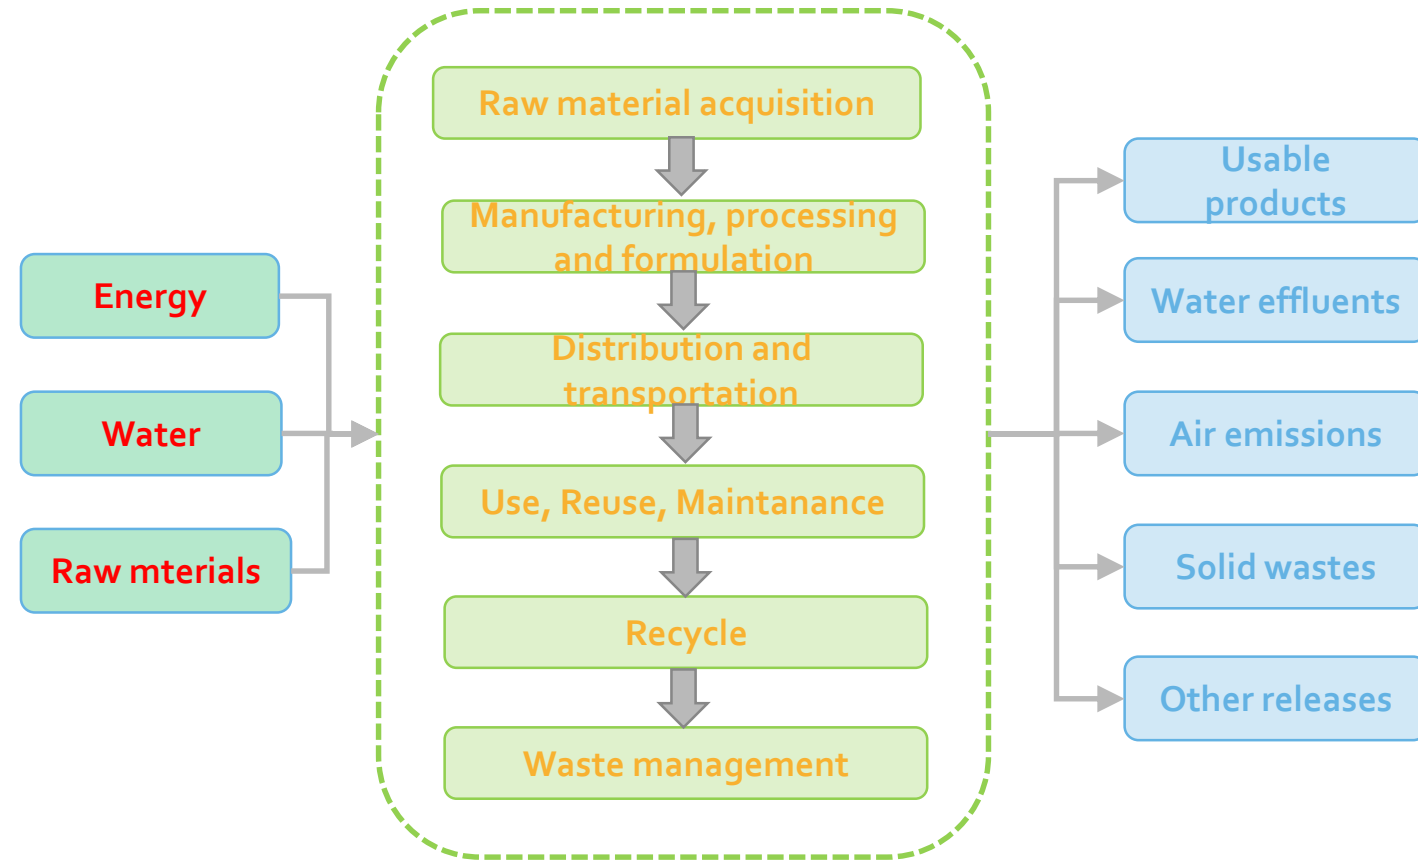 Energy
Water
Raw mterials
Raw material acquisition
Manufacturing, processing
and formulation
Distribution and
transportation
Use, Reuse, Maintanance
Recycle
Waste management
Usable
products
Water effluents
Air emissions
Solid wastes
Other releases